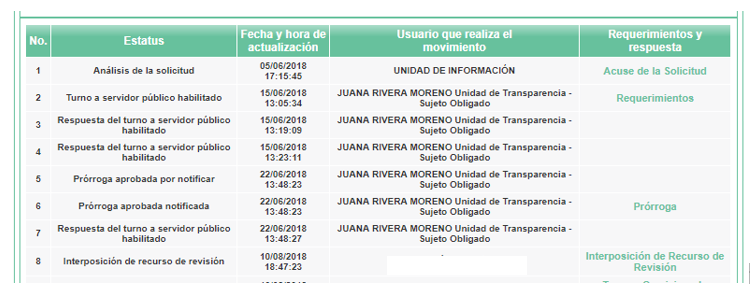 No. Estatus Fecha y hora de actualización Usuario que realiza el movimiento Requerimientos y respuesta
1 Análisis de la solicitud 05/06/2018 17:15:45 UNIDAD DE INFORMACIÓN Acuse de la Solicitud
2 Turno a servidor público habilitado 15/06/2018 13:05:34 JUANA RIVERA MORENO Unidad de Transparencia - Sujeto Obligado Requerimientos
3 Respuesta del turno a servidor público habilitado 15/06/2018 13:19:09 JUANA RIVERA MORENO Unidad de Transparencia - Sujeto Obligado
4 Respuesta del turno a servidor público habilitado 15/06/2018 13:23:11 JUANA RIVERA MORENO Unidad de Transparencia - Sujeto Obligado
5 Prórroga aprobada por notificar 22/06/2018 13:48:23 JUANA RIVERA MORENO Unidad de Transparencia - Sujeto Obligado
6 Prórroga aprobada notificada 22/06/2018 13:48:23 JUANA RIVERA MORENO Unidad de Transparencia - Sujeto Obligado Prórroga
7 Respuesta del turno a servidor público habilitado 22/06/2018 13:48:27 JUANA RIVERA MORENO Unidad de Transparencia - Sujeto Obligado
8 Interposición de recurso de revisión 10/08/2018 18:47:23 Interposición de Recurso de Revisión